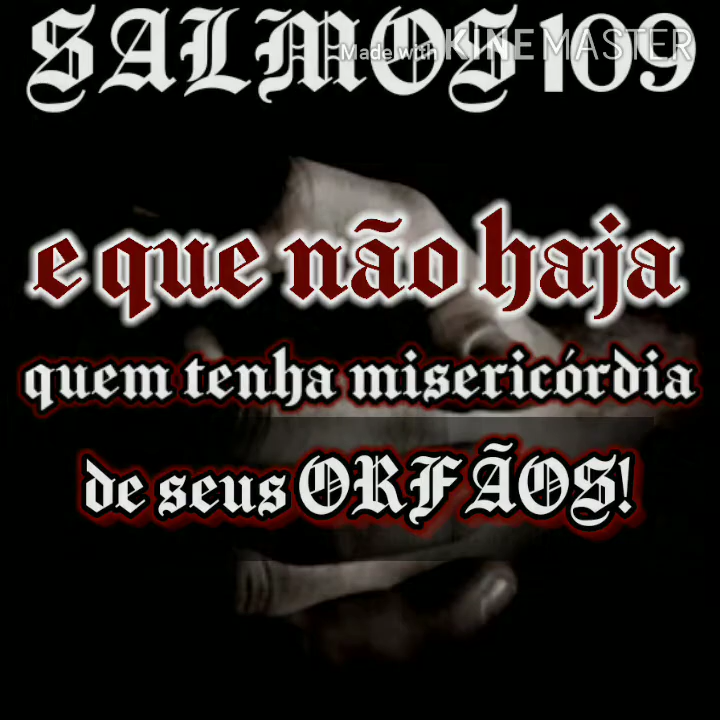 SALMOS 109
Made with KINEMASTER
e que não haja
quem tenha misericórdia
de seus ORFÃOS!